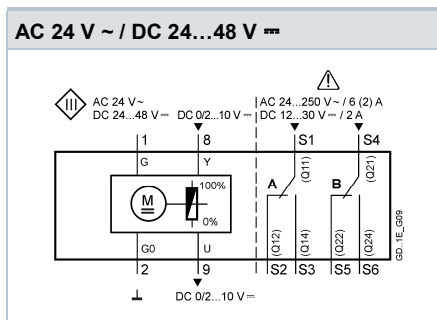 AC 24 V ~ / DC 24...48 V ⎓
III
AC 24 V~
DC 24...48 V ⎓
DC 0/2...10 V ⎓
AC 24...250 V~ / 6 (2) A
DC 12...30 V ⎓ / 2 A
1 8 S1 S4
G Y (Q11) (Q21)
100%
A B
M
0%
(Q12) (Q14) (Q22) (Q24)
GD..1E_G09
G0 U
2 9 S2 S3 S5 S6
DC 0/2...10 V ⎓